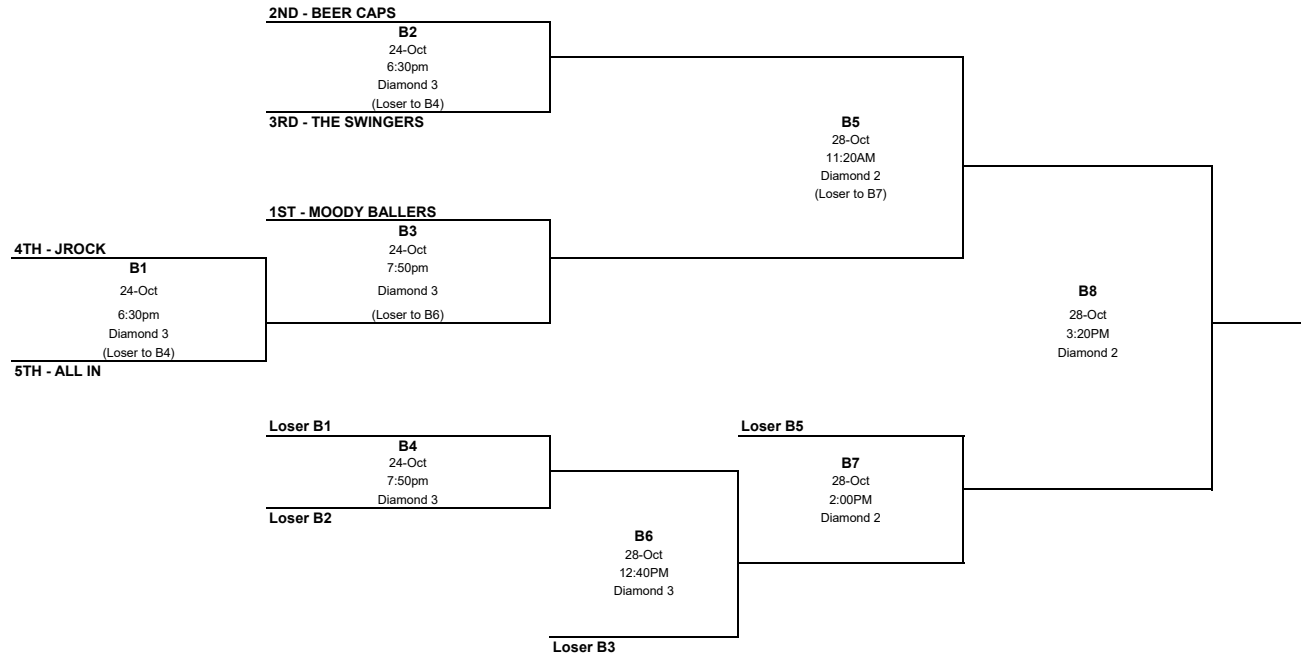 2ND - BEER CAPS
B2
24-Oct
6:30pm
Diamond 3
(Loser to B4)
3RD - THE SWINGERS
B5
28-Oct
11:20AM
Diamond 2
(Loser to B7)
1ST - MOODY BALLERS
B3
24-Oct
7:50pm
Diamond 3
(Loser to B6)
4TH - JROCK
B1
24-Oct
6:30pm
Diamond 3
(Loser to B4)
5TH - ALL IN
B8
28-Oct
3:20PM
Diamond 2
Loser B1
B4
24-Oct
7:50pm
Diamond 3
Loser B2
Loser B5
B7
28-Oct
2:00PM
Diamond 2
B6
28-Oct
12:40PM
Diamond 3
Loser B3